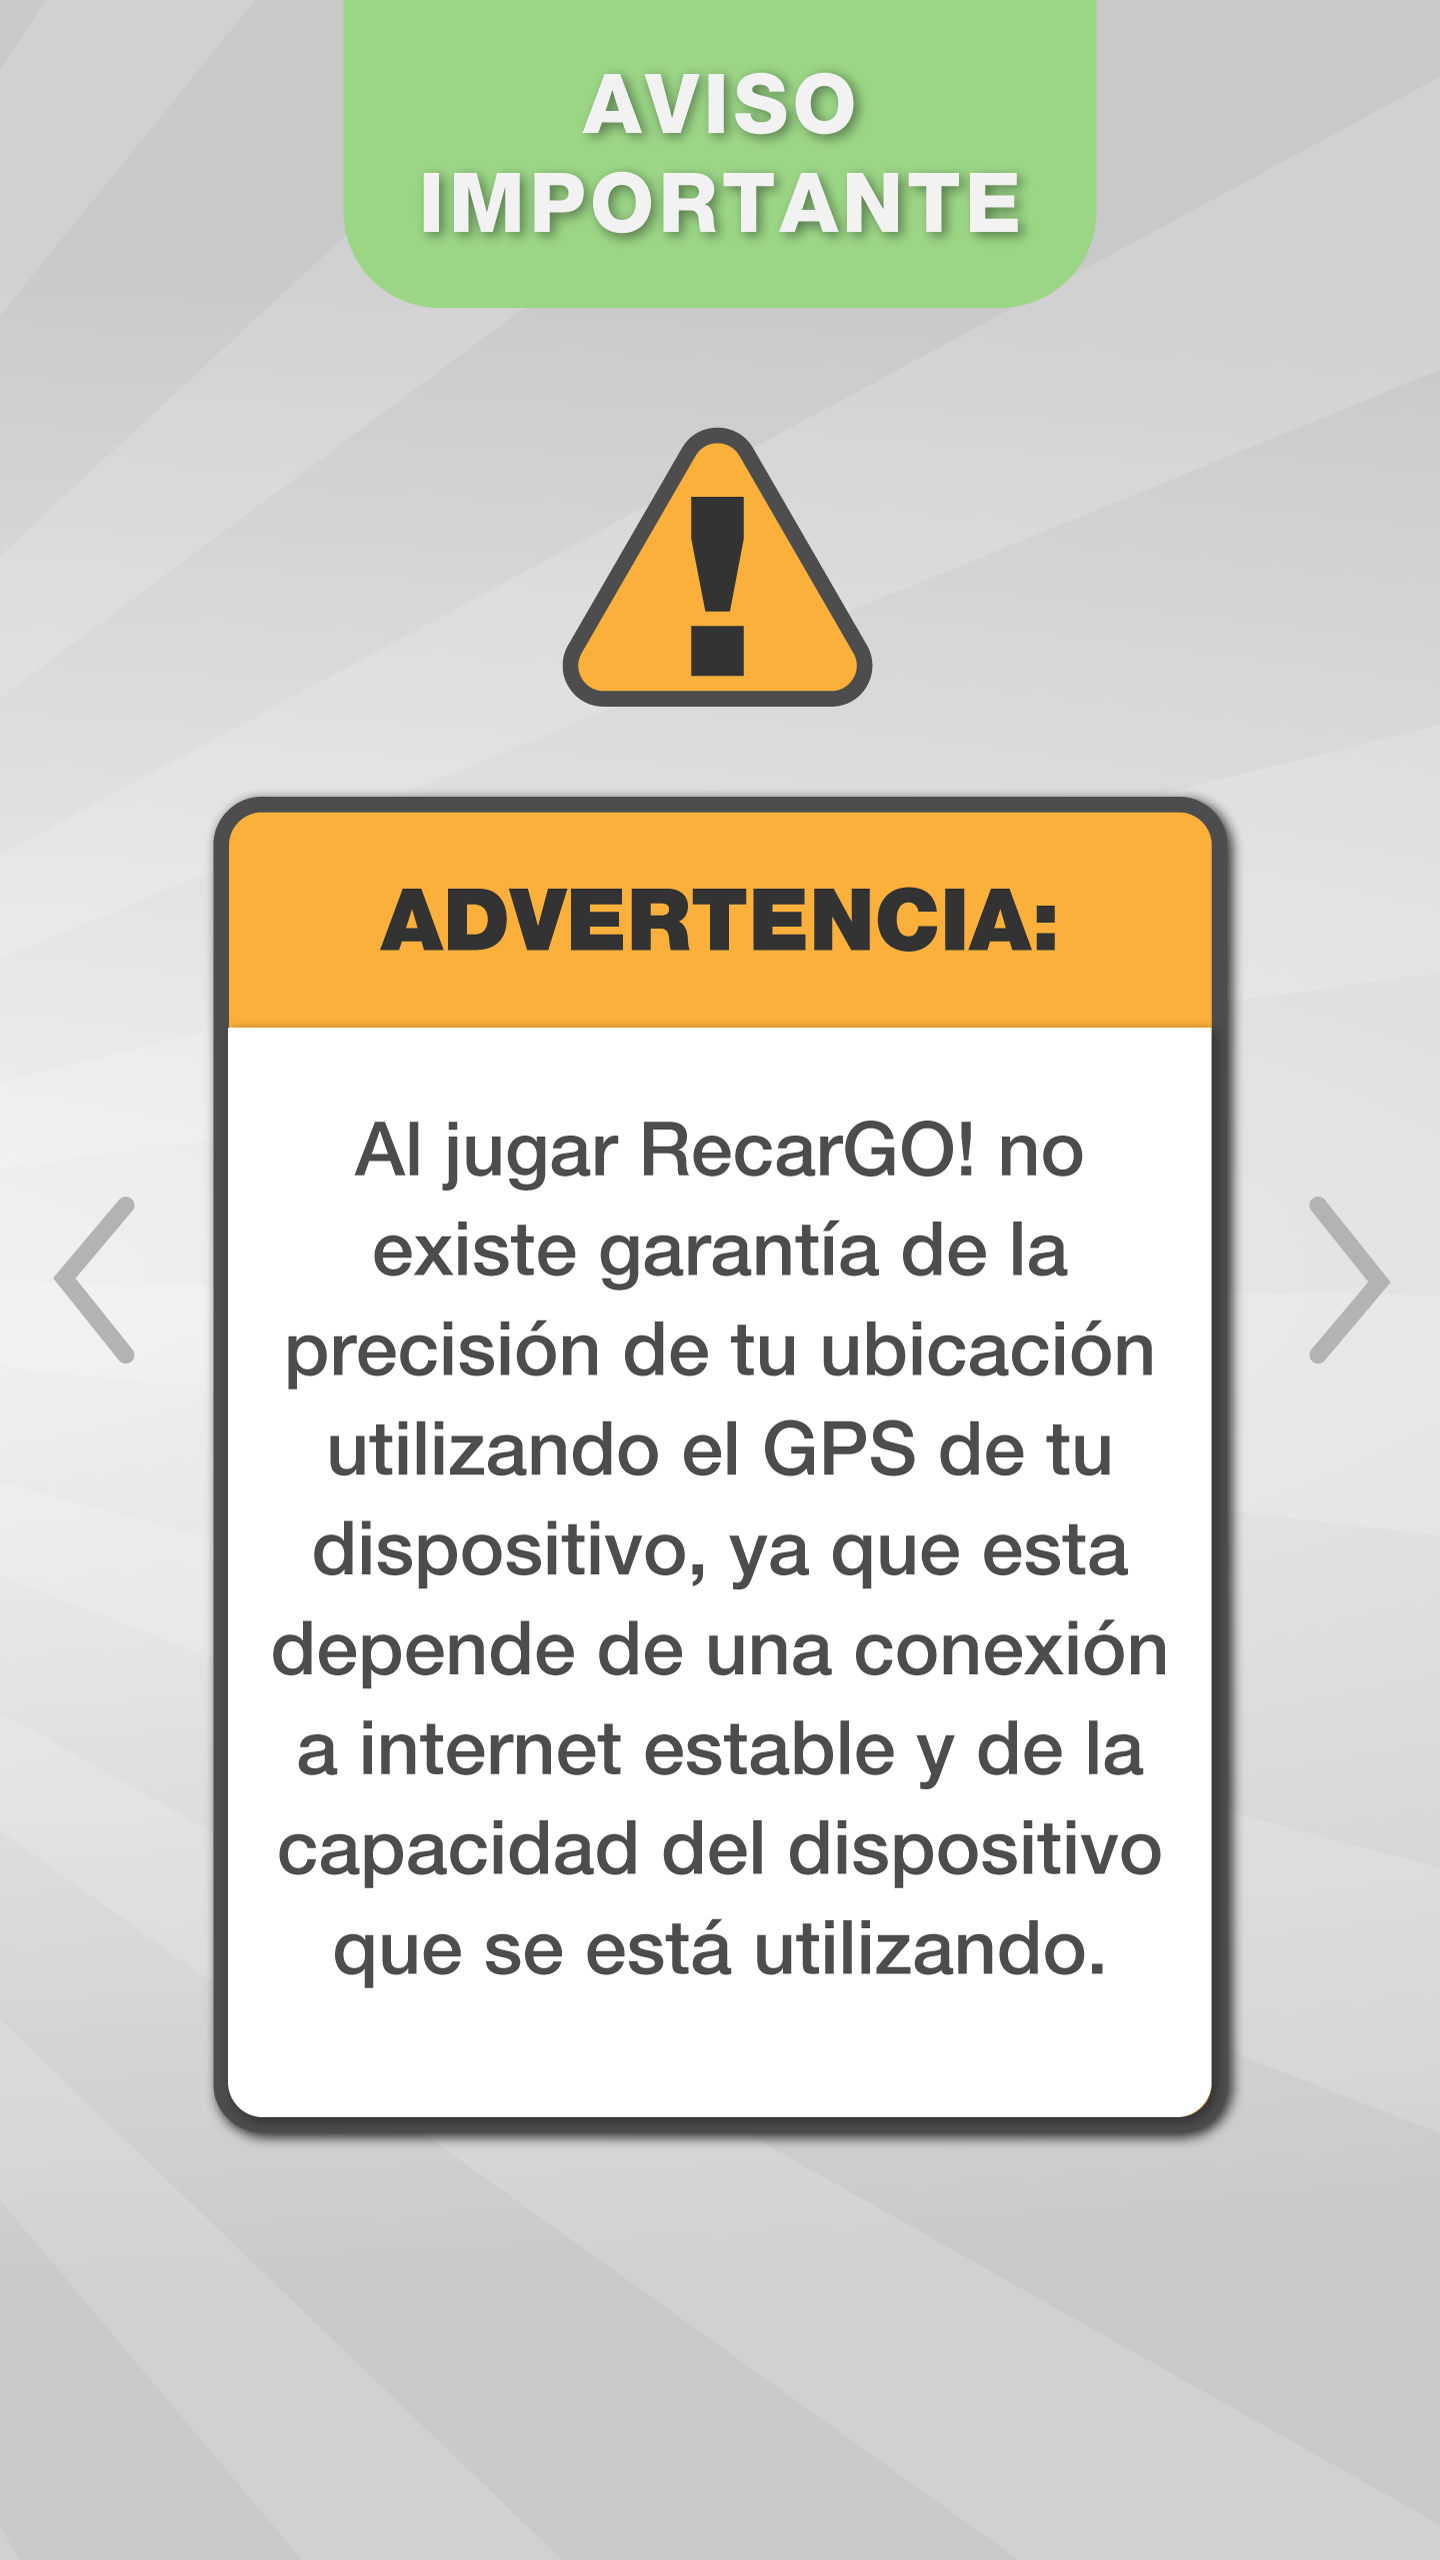 AVISO
IMPORTANTE
!
ADVERTENCIA:
Al jugar RecarGO! no
existe garantía de la
precisión de tu ubicación
utilizando el GPS de tu
dispositivo, ya que esta
depende de una conexión
a internet estable y de la
capacidad del dispositivo
que se está utilizando.